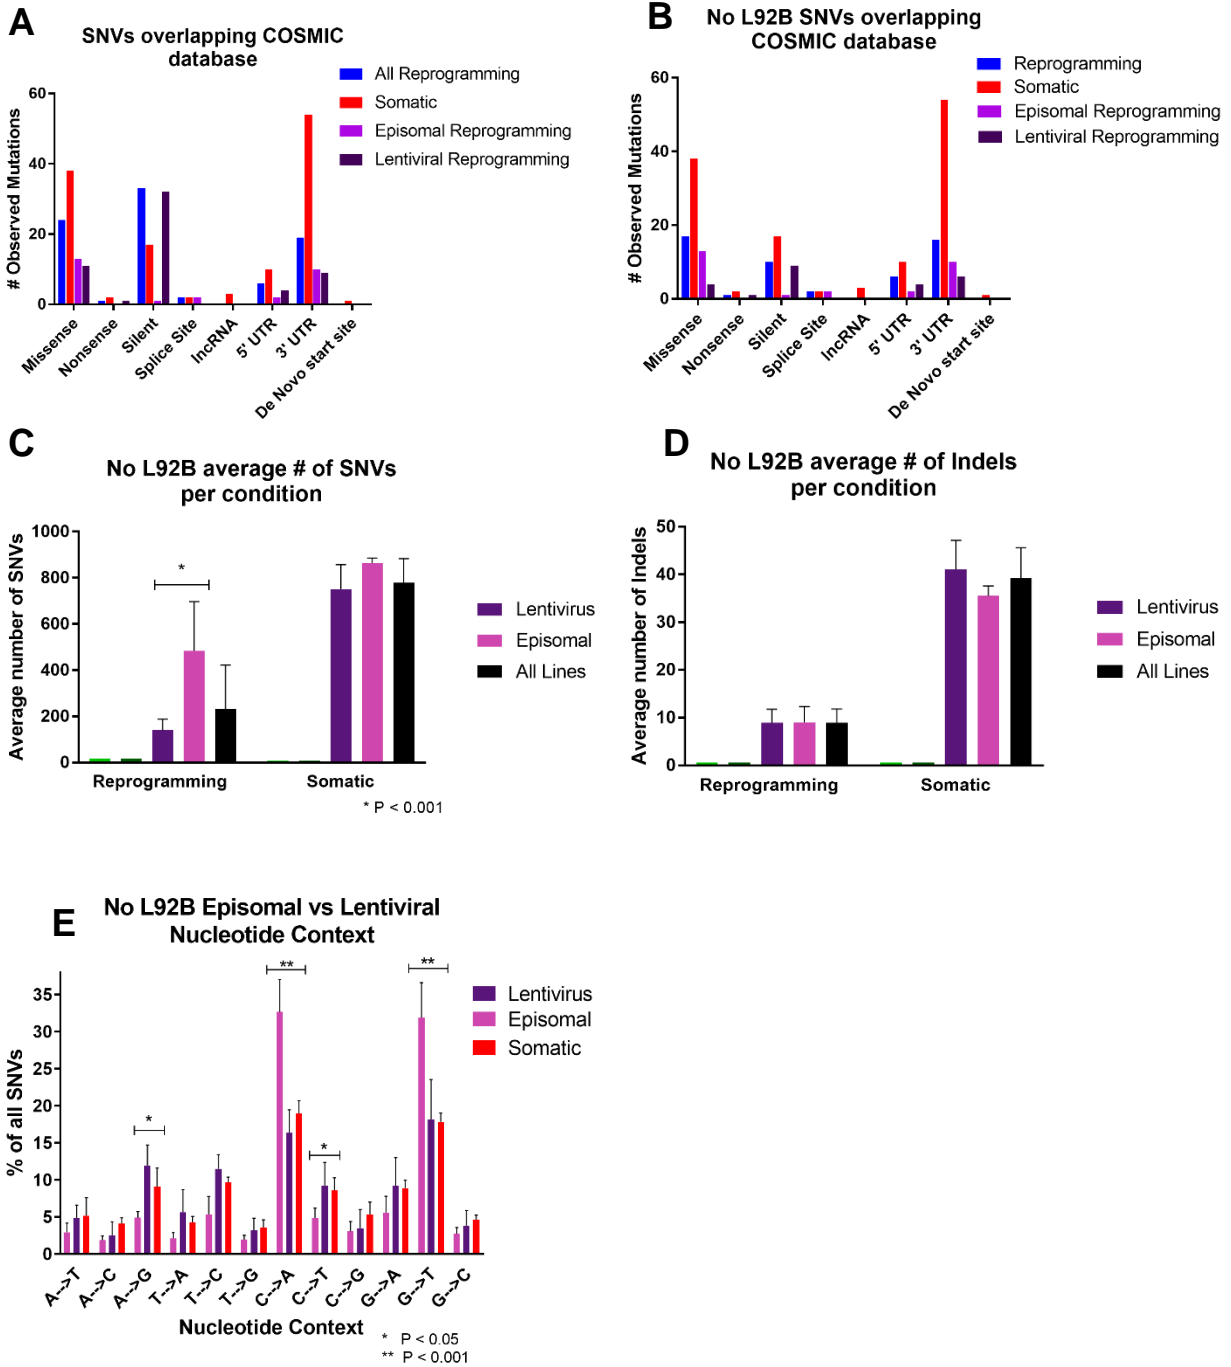 A
SNVs overlapping COSMIC
database
All Reprogramming
Somatic
Episomal Reprogramming
Lentiviral Reprogramming
# Observed Mutations
60
40
20
0
Missense
Nonsense
Silent
Splice Site
lncRNA
5' UTR
3' UTR
De Novo start site
B
No L92B SNVs overlapping
COSMIC database
Reprogramming
Somatic
Episomal Reprogramming
Lentiviral Reprogramming
# Observed Mutations
60
40
20
0
Missense
Nonsense
Silent
Splice Site
lncRNA
5' UTR
3' UTR
De Novo start site
C
No L92B average # of SNVs
per condition
Average number of SNVs
1000
800
600
400
200
0
*
Lentivirus
Episomal
All Lines
Reprogramming
Somatic
* P < 0.001
D
No L92B average # of Indels
per condition
Average number of Indels
50
40
30
20
10
0
Lentivirus
Episomal
All Lines
Reprogramming
Somatic
E
No L92B Episomal vs Lentiviral
Nucleotide Context
% of all SNVs
35
30
25
20
15
10
5
0
*
**
*
**
Lentivirus
Episomal
Somatic
A-->T
A-->C
A-->G
T-->A
T-->C
T-->G
C-->A
C-->T
C-->G
G-->A
G-->T
G-->C
Nucleotide Context
* P < 0.05
** P < 0.001